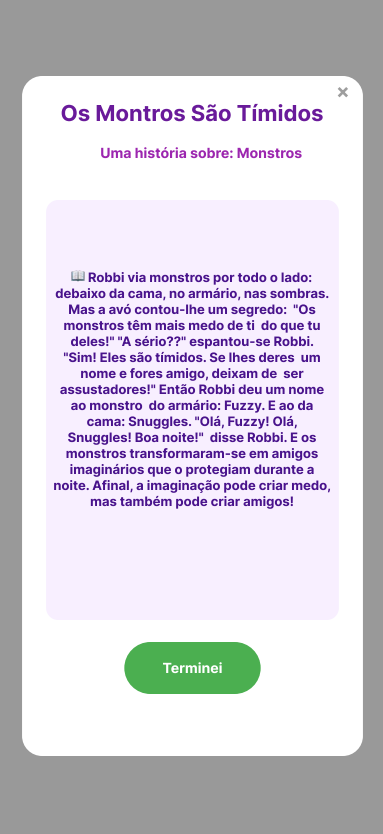 ×
Os Montros São Tímidos
Uma história sobre: Monstros
📖 Robbi via monstros por todo o lado:
debaixo da cama, no armário, nas sombras.
Mas a avó contou-lhe um segredo:  "Os
monstros têm mais medo de ti  do que tu
deles!" "A sério??" espantou-se Robbi.
"Sim! Eles são tímidos. Se lhes deres  um
nome e fores amigo, deixam de  ser
assustadores!" Então Robbi deu um nome
ao monstro  do armário: Fuzzy. E ao da
cama: Snuggles. "Olá, Fuzzy! Olá,
Snuggles! Boa noite!"  disse Robbi. E os
monstros transformaram-se em amigos
imaginários que o protegiam durante a
noite. Afinal, a imaginação pode criar medo,
mas também pode criar amigos!
Terminei